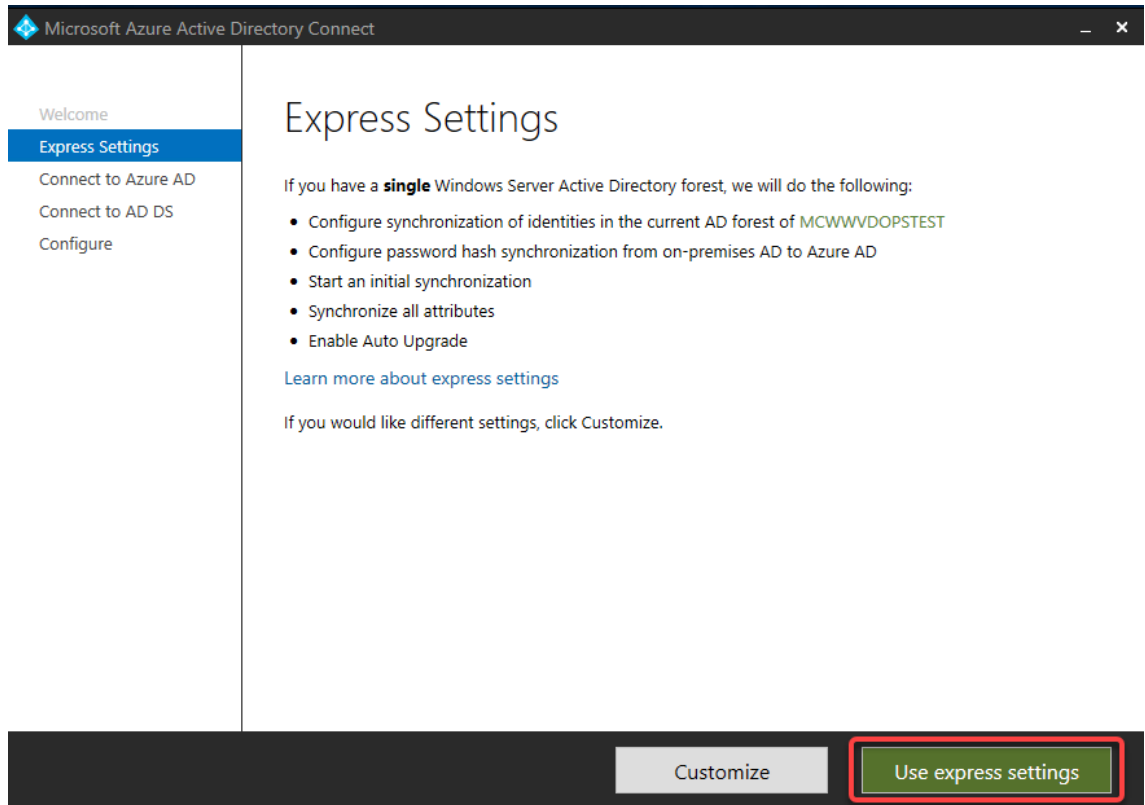 Microsoft Azure Active Directory Connect
Welcome
Express Settings
Connect to Azure AD
Connect to AD DS
Configure
Express Settings
If you have a single Windows Server Active Directory forest, we will do the following:
• Configure synchronization of identities in the current AD forest of MCWWVDOPSTEST
• Configure password hash synchronization from on-premises AD to Azure AD
• Start an initial synchronization
• Synchronize all attributes
• Enable Auto Upgrade
Learn more about express settings
If you would like different settings, click Customize.
Customize
Use express settings